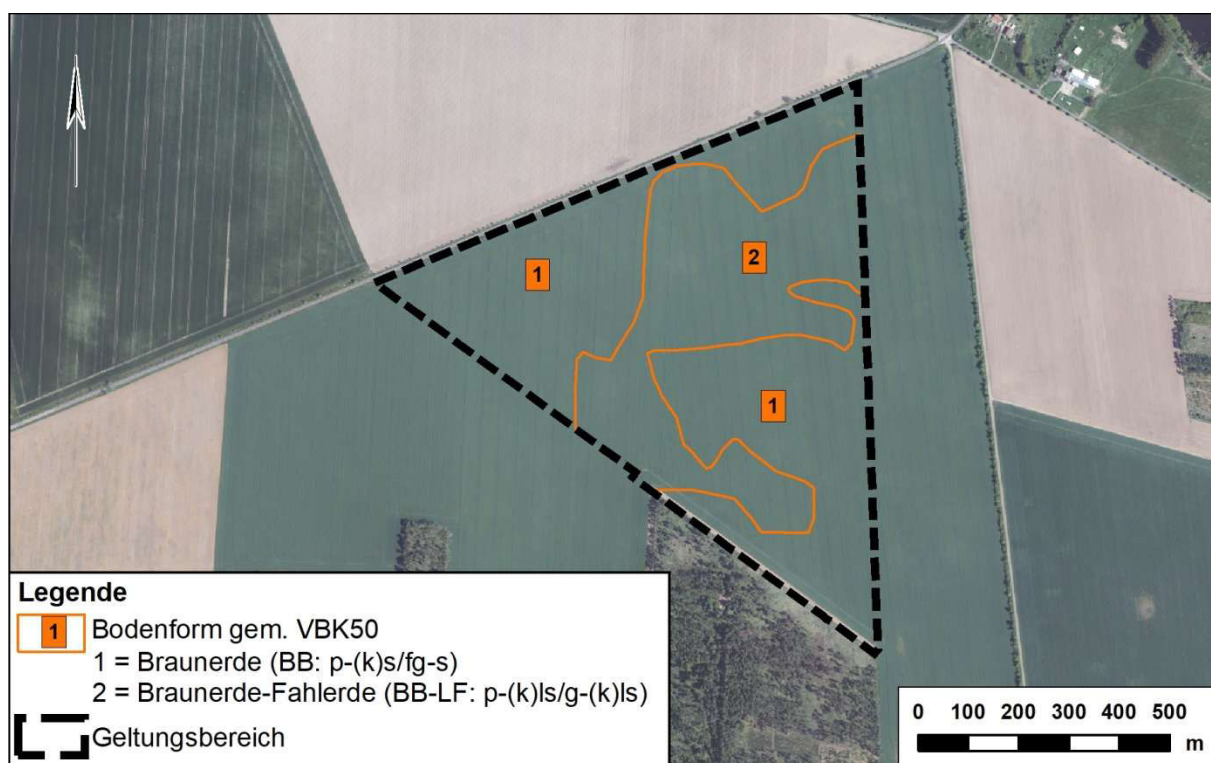 1
2
1
Legende
1 Bodenform gem. VBK50
1 = Braunerde (BB: p-(k)s/fg-s)
2 = Braunerde-Fahlerde (BB-LF: p-(k)ls/g-(k)ls)
Geltungsbereich
0 100 200 300 400 500
m